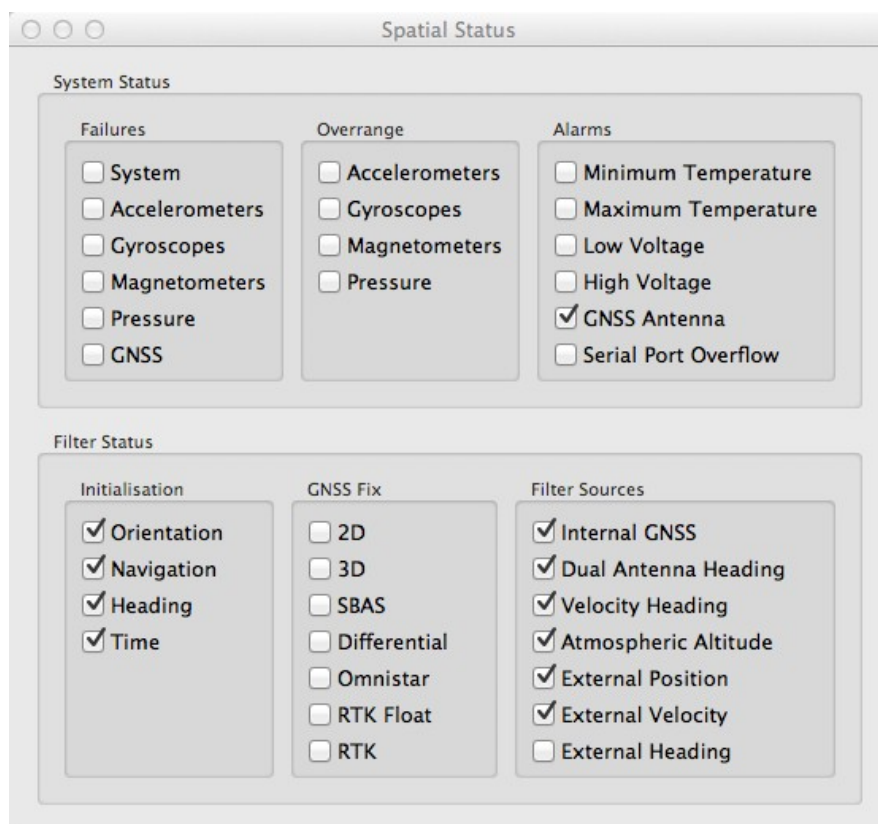 Spatial Status
System Status
Failures
System
Accelerometers
Gyroscopes
Magnetometers
Pressure
GNSS
Overrange
Accelerometers
Gyroscopes
Magnetometers
Pressure
Alarms
Minimum Temperature
Maximum Temperature
Low Voltage
High Voltage
GNSS Antenna
Serial Port Overflow
Filter Status
Initialisation
Orientation
Navigation
Heading
Time
GNSS Fix
2D
3D
SBAS
Differential
Omnistar
RTK Float
RTK
Filter Sources
Internal GNSS
Dual Antenna Heading
Velocity Heading
Atmospheric Altitude
External Position
External Velocity
External Heading